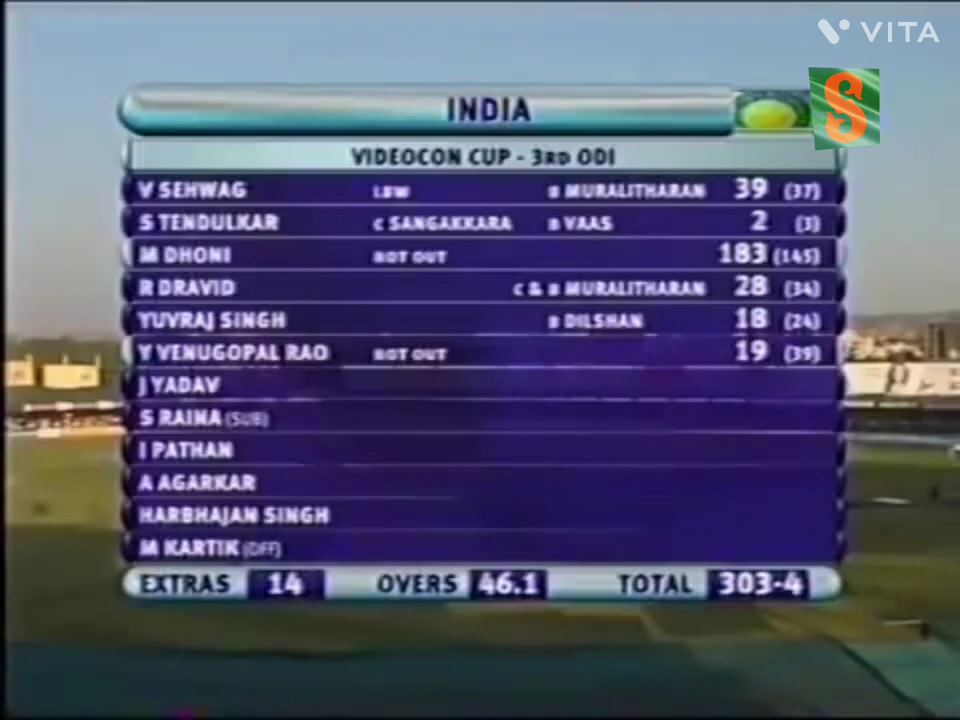 VITA
S
INDIA
VIDEOCON CUP - 3RD ODI
V SEHWAG LBW B MURALITHARAN 39 (37)
S TENDULKAR C SANGAKKARA B VAAS 2 (3)
M DHONI NOT OUT 183 (145)
R DRAVID C & B MURALITHARAN 28 (34)
YUVRAJ SINGH B DILSHAN 18 (24)
Y VENUGOPAL RAO NOT OUT 19 (39)
J YADAV
S RAINA (SUB)
I PATHAN
A AGARKAR
HARBHAJAN SINGH
M KARTIK (OFF)
EXTRAS 14 OVERS 46.1 TOTAL 303-4